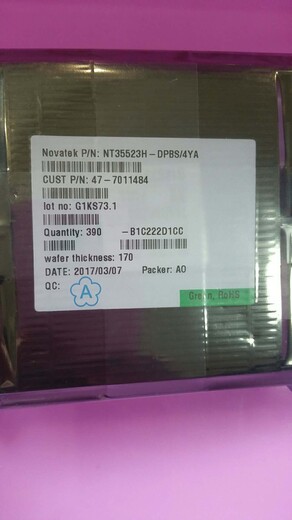 Novatek P/N: NT35523H-DPBS/4YA
CUST P/N: 47-7011484
lot no: G1KS73.1
Quantity: 390 -B1C222D1CC
wafer thickness: 170
DATE: 2017/03/07 Packer: AO
QC: A
Green, RoHS